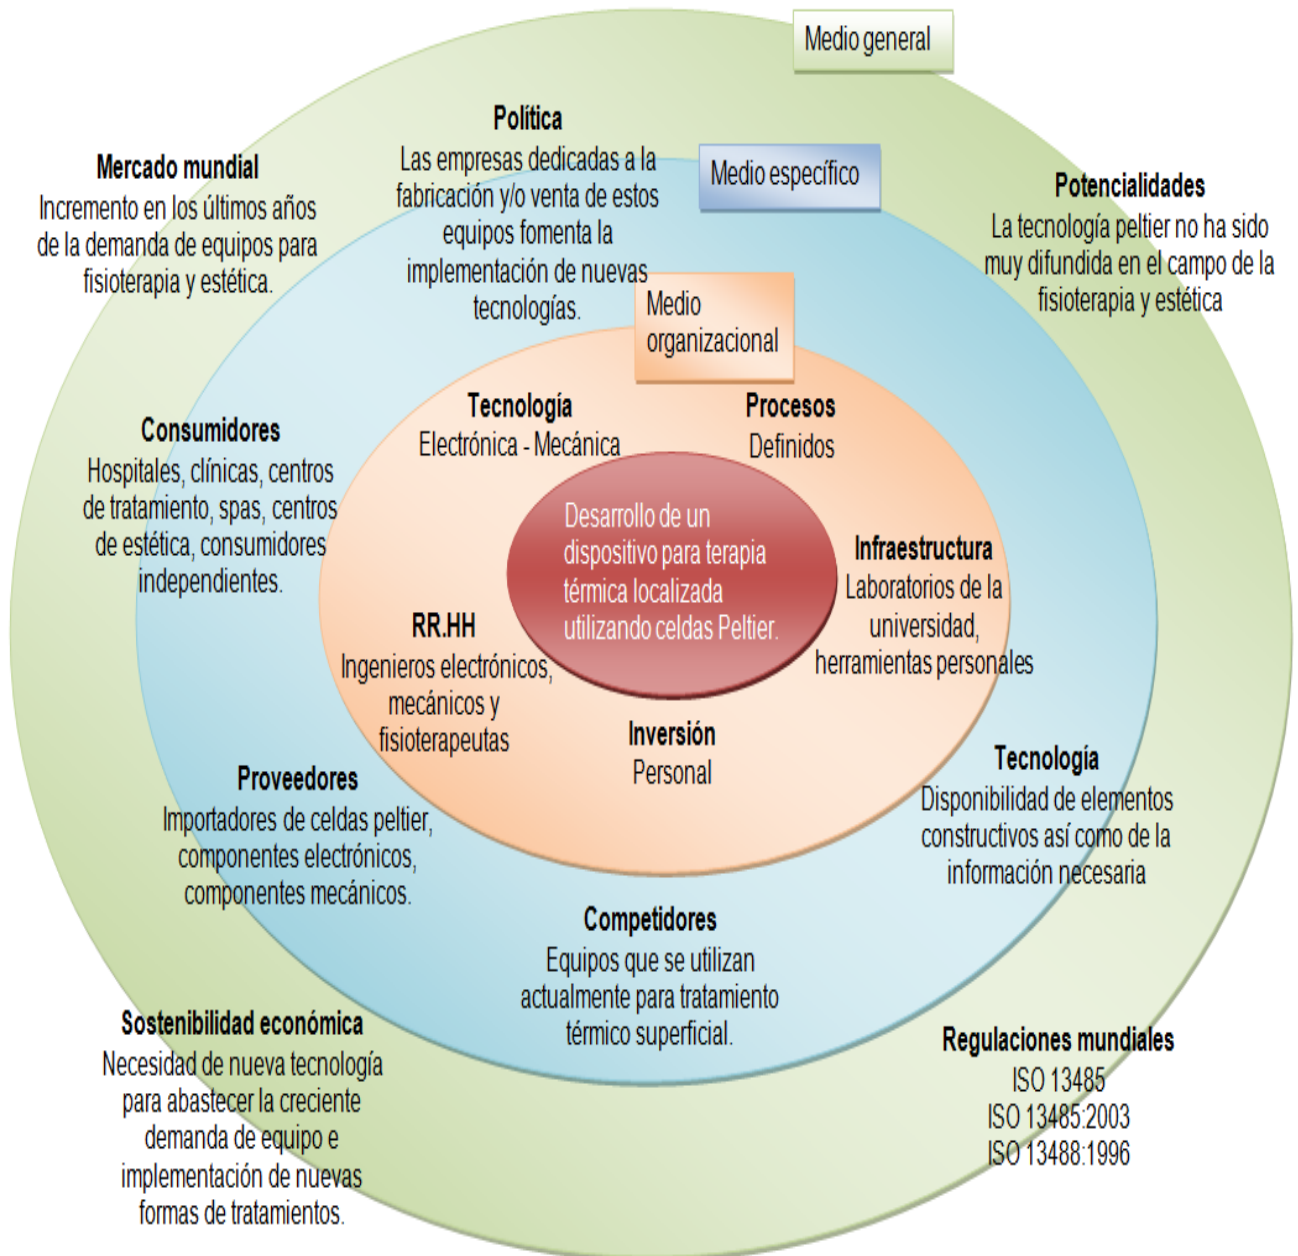 Medio general
Política
Las empresas dedicadas a la
fabricación y/o venta de estos
equipos fomenta la
implementación de nuevas
tecnologías.
Mercado mundial
Incremento en los últimos años
de la demanda de equipos para
fisioterapia y estética.
Medio específico
Potencialidades
La tecnología peltier no ha sido
muy difundida en el campo de la
fisioterapia y estética
Medio
organizacional
Tecnología
Electrónica - Mecánica
Procesos
Definidos
Consumidores
Hospitales, clínicas, centros
de tratamiento, spas, centros
de estética, consumidores
independientes.
Desarrollo de un
dispositivo para terapia
térmica localizada
utilizando celdas Peltier.
Infraestructura
Laboratorios de la
universidad,
herramientas personales
RR.HH
Ingenieros electrónicos,
mecánicos y
fisioterapeutas
Inversión
Personal
Tecnología
Disponibilidad de elementos
constructivos así como de la
información necesaria
Proveedores
Importadores de celdas peltier,
componentes electrónicos,
componentes mecánicos.
Competidores
Equipos que se utilizan
actualmente para tratamiento
térmico superficial.
Sostenibilidad económica
Necesidad de nueva tecnología
para abastecer la creciente
demanda de equipo e
implementación de nuevas
formas de tratamientos.
Regulaciones mundiales
ISO 13485
ISO 13485:2003
ISO 13488:1996